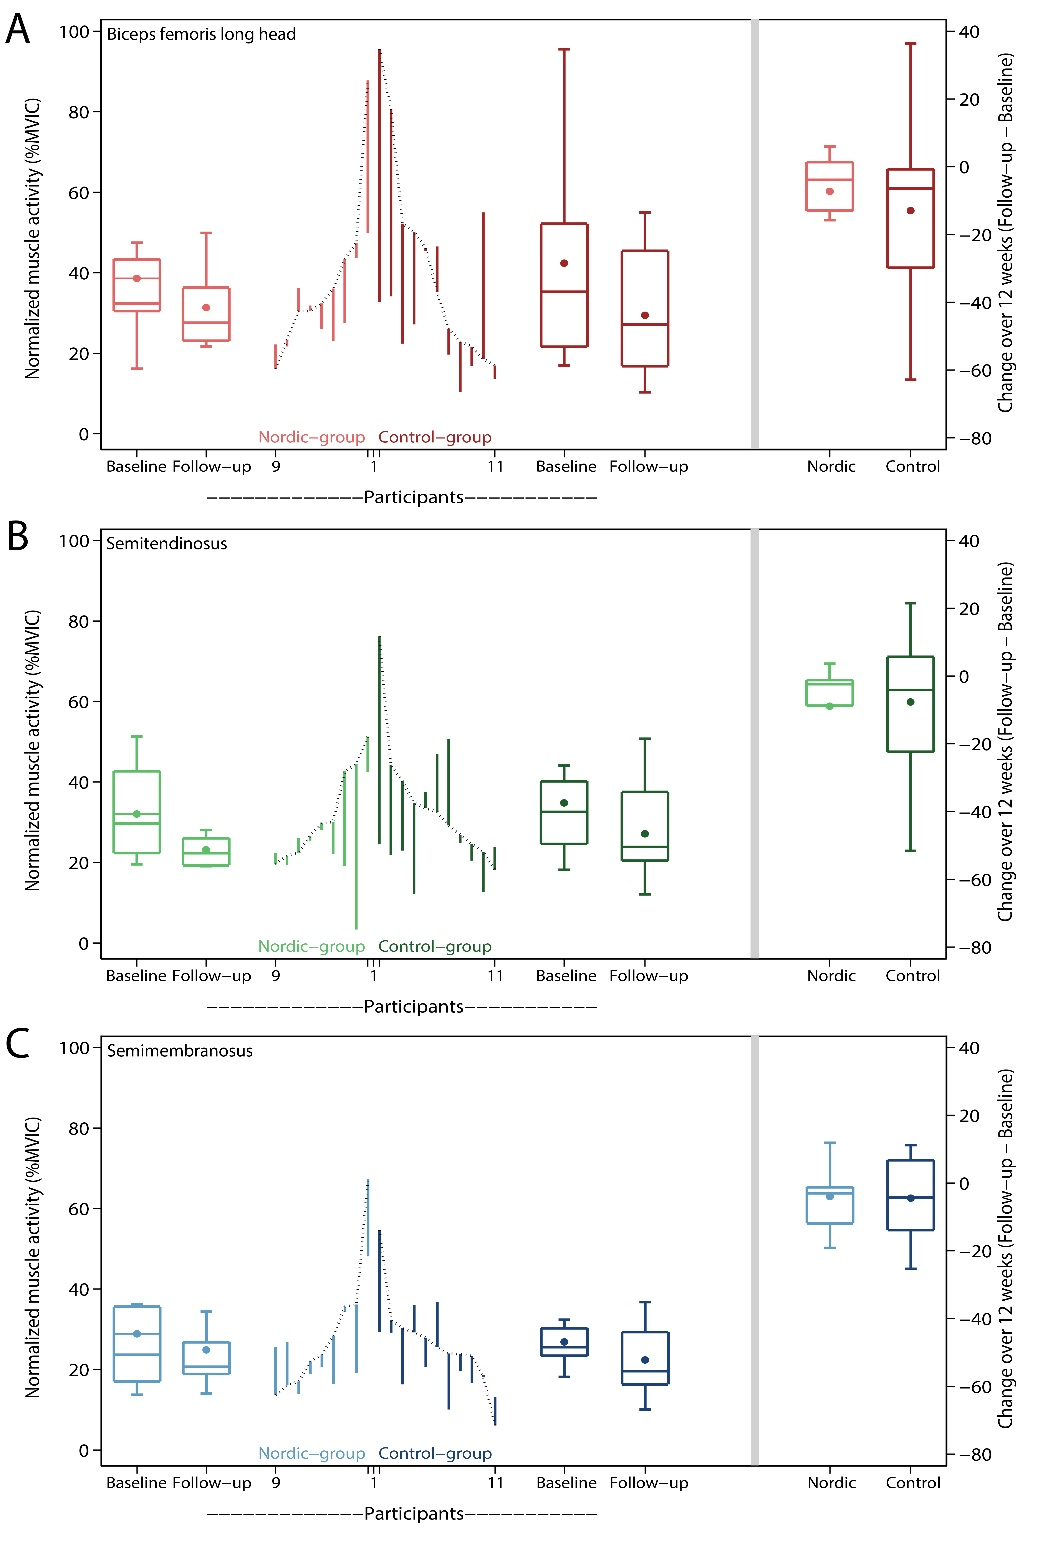 A
Biceps femoris long head
Normalized muscle activity (%MVIC)
100
80
60
40
20
0
40
20
0
−20
−40
−60
−80
Change over 12 weeks (Follow−up − Baseline)
Nordic−group Control−group
Baseline Follow−up 9 1 11 Baseline Follow−up Nordic Control
−−−−−−−−−−−−Participants−−−−−−−−−−
B
Semitendinosus
Normalized muscle activity (%MVIC)
100
80
60
40
20
0
40
20
0
−20
−40
−60
−80
Change over 12 weeks (Follow−up − Baseline)
Nordic−group Control−group
Baseline Follow−up 9 1 11 Baseline Follow−up Nordic Control
−−−−−−−−−−−−Participants−−−−−−−−−−
C
Semimembranosus
Normalized muscle activity (%MVIC)
100
80
60
40
20
0
40
20
0
−20
−40
−60
−80
Change over 12 weeks (Follow−up − Baseline)
Nordic−group Control−group
Baseline Follow−up 9 1 11 Baseline Follow−up Nordic Control
−−−−−−−−−−−−Participants−−−−−−−−−−